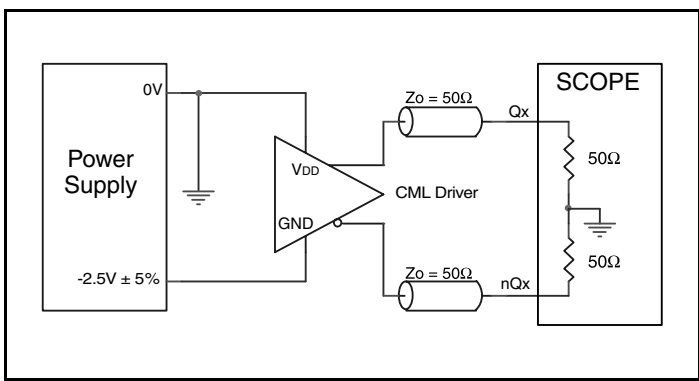 SCOPE
0V
Zo = 50Ω
Qx
Power
Supply
VDD
50Ω
CML Driver
GND
-2.5V ± 5%
Zo = 50Ω
nQx
50Ω